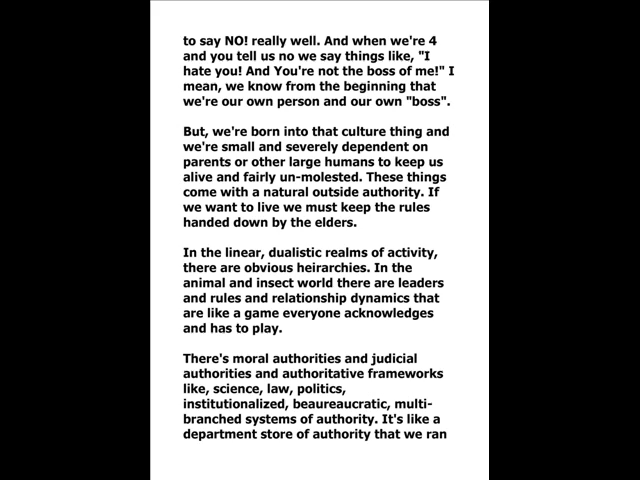 to say NO! really well. And when we're 4
and you tell us no we say things like, "I
hate you! And You're not the boss of me!" I
mean, we know from the beginning that
we're our own person and our own "boss".
But, we're born into that culture thing and
we're small and severely dependent on
parents or other large humans to keep us
alive and fairly un-molested. These things
come with a natural outside authority. If
we want to live we must keep the rules
handed down by the elders.
In the linear, dualistic realms of activity,
there are obvious heirarchies. In the
animal and insect world there are leaders
and rules and relationship dynamics that
are like a game everyone acknowledges
and has to play.
There's moral authorities and judicial
authorities and authoritative frameworks
like, science, law, politics,
institutionalized, beaureaucratic, multi-
branched systems of authority. It's like a
department store of authority that we ran